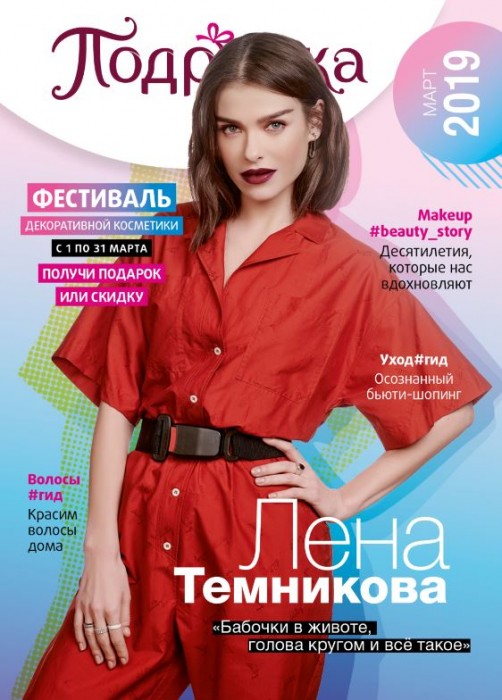 МАРТ
2019
ФЕСТИВАЛЬ
ДЕКОРАТИВНОЙ КОСМЕТИКИ
С 1 ПО 31 МАРТА
ПОЛУЧИ ПОДАРОК
ИЛИ СКИДКУ
Makeup
#beauty_story
Десятилетия,
которые нас
вдохновляют
Уход#гид
Осознанный
бьюти-шопинг
Волосы
#гид
Красим
волосы
дома
Лена
Темникова
«Бабочки в животе,
голова кругом и всё такое»